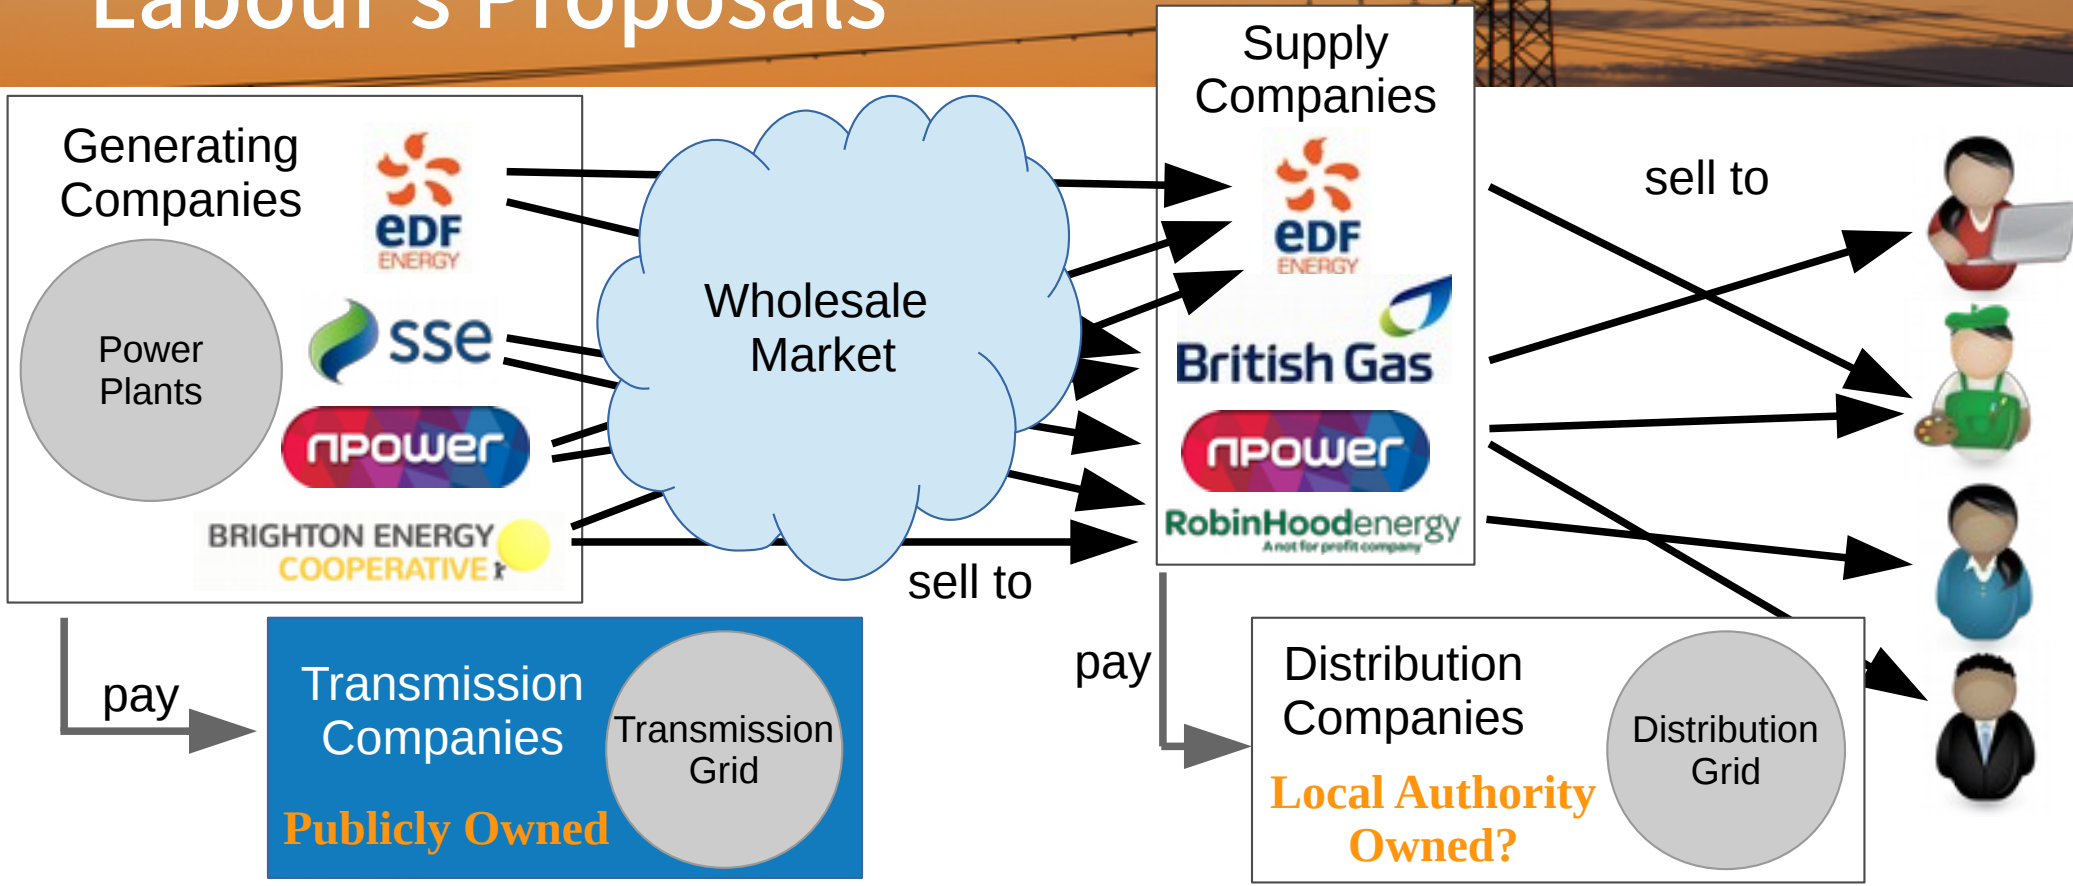 Labour's Proposals
Generating
Companies
Power
Plants
eDF
ENERGY
sse
npower
BRIGHTON ENERGY
COOPERATIVE
Wholesale
Market
sell to
Supply
Companies
eDF
ENERGY
British Gas
npower
RobinHoodenergy
A not for profit company
sell to
pay
Transmission
Companies
Publicly Owned
Transmission
Grid
pay
Distribution
Companies
Local Authority
Owned?
Distribution
Grid